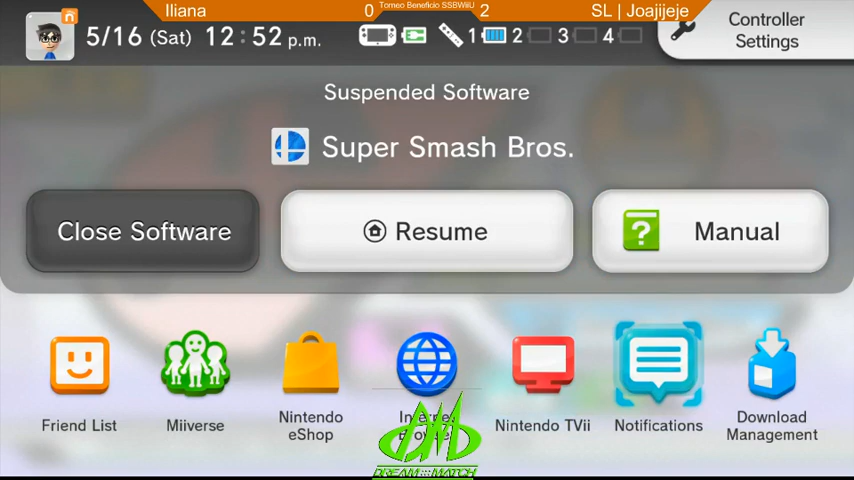 Iliana 0 Torneo Beneficio SSBWiiU 2 SL | Joajijeje
5/16 (Sat) 12:52 p.m. 1 2 3 4
Controller
Settings
Suspended Software
Super Smash Bros.
Close Software
Resume
? Manual
Friend List
Miiverse
Nintendo
eShop
Internet
Browser
Nintendo TVii
Notifications
Download
Management
DREAM MATCH